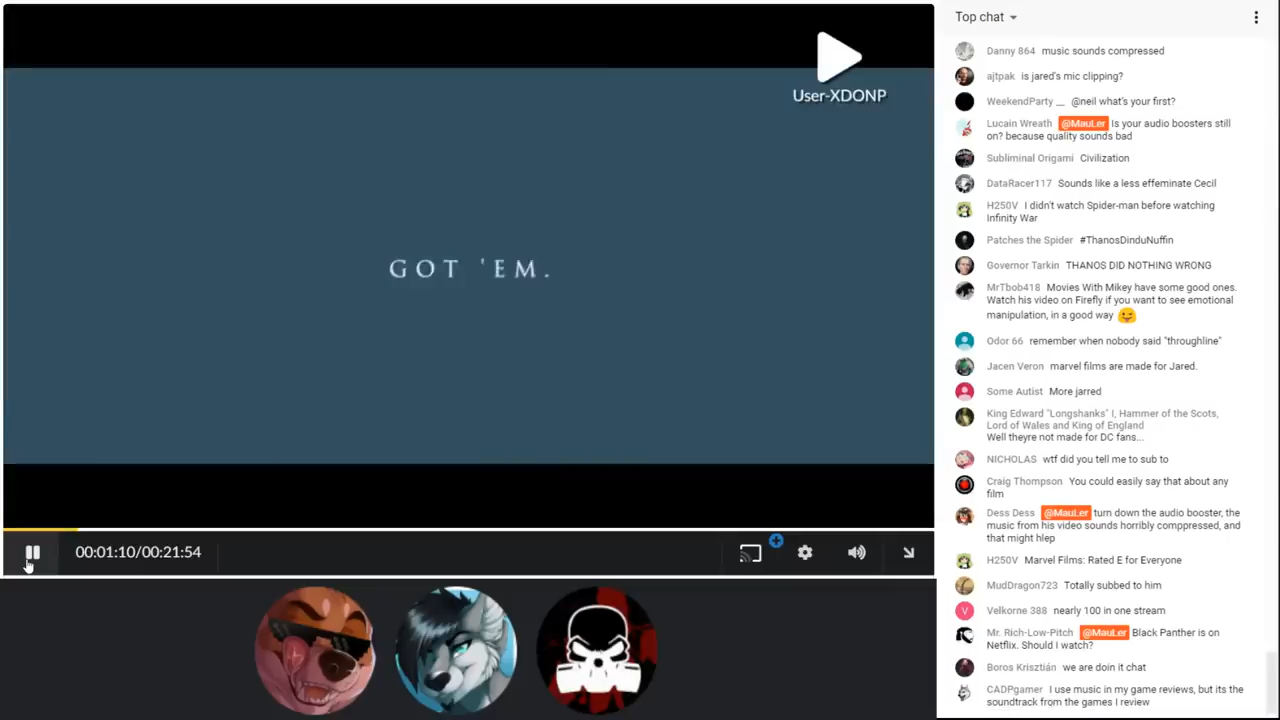 User-XDONP
GOT 'EM.
00:01:10/00:21:54
Top chat
Danny 864 music sounds compressed
ajtpak is jared's mic clipping?
WeekendParty __ @neil what's your first?
Lucain Wreath @MauLer Is your audio boosters still
on? because quality sounds bad
Subliminal Origami Civilization
DataRacer117 Sounds like a less effeminate Cecil
H250V I didn't watch Spider-man before watching
Infinity War
Patches the Spider #ThanosDinduNuffin
Governor Tarkin THANOS DID NOTHING WRONG
MrTbob418 Movies With Mikey have some good ones.
Watch his video on Firefly if you want to see emotional
manipulation, in a good way
Odor 66 remember when nobody said "throughline"
Jacen Veron marvel films are made for Jared.
Some Autist More jarred
King Edward "Longshanks" I, Hammer of the Scots,
Lord of Wales and King of England
Well theyre not made for DC fans...
NICHOLAS wtf did you tell me to sub to
Craig Thompson You could easily say that about any
film
Dess Dess @MauLer turn down the audio booster, the
music from his video sounds horribly comppressed, and
that might hlep
H250V Marvel Films: Rated E for Everyone
MudDragon723 Totally subbed to him
V Velkorne 388 nearly 100 in one stream
Mr. Rich-Low-Pitch @MauLer Black Panther is on
Netflix. Should I watch?
Boros Krisztián we are doin it chat
CADPgamer I use music in my game reviews, but its the
soundtrack from the games I review